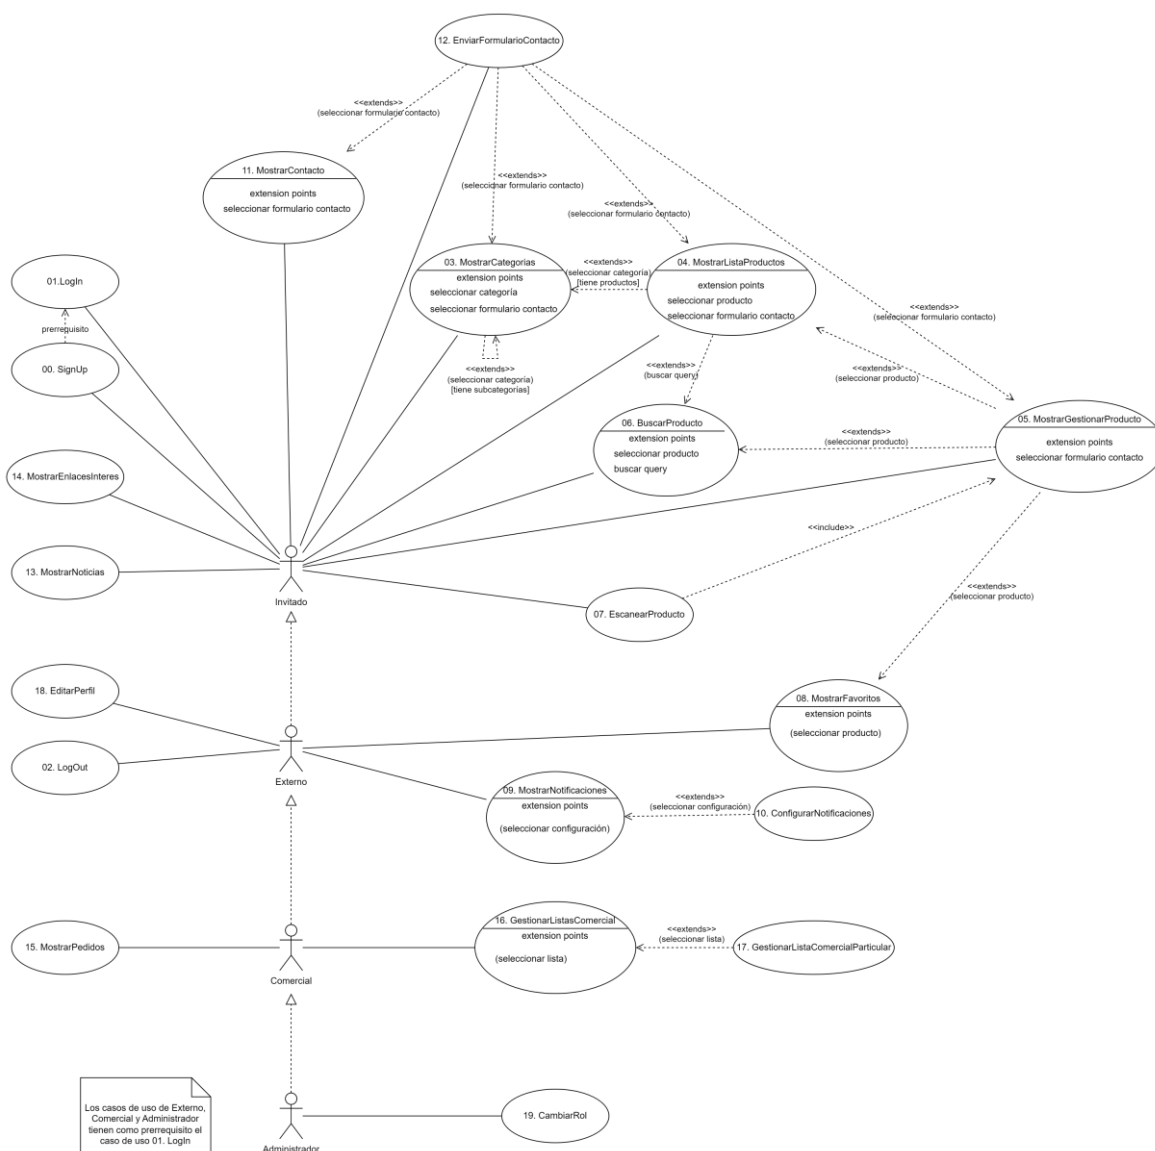 12. EnviarFormularioContacto
<<extends>>
(seleccionar formulario contacto)
11. MostrarContacto
extension points
seleccionar formulario contacto
<<extends>>
(seleccionar formulario contacto)
<<extends>>
(seleccionar formulario contacto)
<<extends>>
(seleccionar formulario contacto)
01.LogIn
prerrequisito
00. SignUp
03. MostrarCategorias
extension points
seleccionar categoría
seleccionar formulario contacto
<<extends>>
(seleccionar categoría)
[tiene productos]
04. MostrarListaProductos
extension points
seleccionar producto
seleccionar formulario contacto
<<extends>>
(seleccionar categoría)
[tiene subcategorías]
<<extends>>
(buscar query)
<<extends>>
(seleccionar producto)
06. BuscarProducto
extension points
seleccionar producto
buscar query
<<extends>>
(seleccionar producto)
05. MostrarGestionarProducto
extension points
seleccionar formulario contacto
14. MostrarEnlacesInteres
13. MostrarNoticias
Invitado
<<include>>
07. EscanearProducto
<<extends>>
(seleccionar producto)
18. EditarPerfil
02. LogOut
Externo
08. MostrarFavoritos
extension points
(seleccionar producto)
09. MostrarNotificaciones
extension points
(seleccionar configuración)
<<extends>>
(seleccionar configuración)
10. ConfigurarNotificaciones
15. MostrarPedidos
Comercial
16. GestionarListasComercial
extension points
(seleccionar lista)
<<extends>>
(seleccionar lista)
17. GestionarListaComercialParticular
Los casos de uso de Externo,
Comercial y Administrador
tienen como prerrequisito el
caso de uso 01. LogIn
Administrador
19. CambiarRol